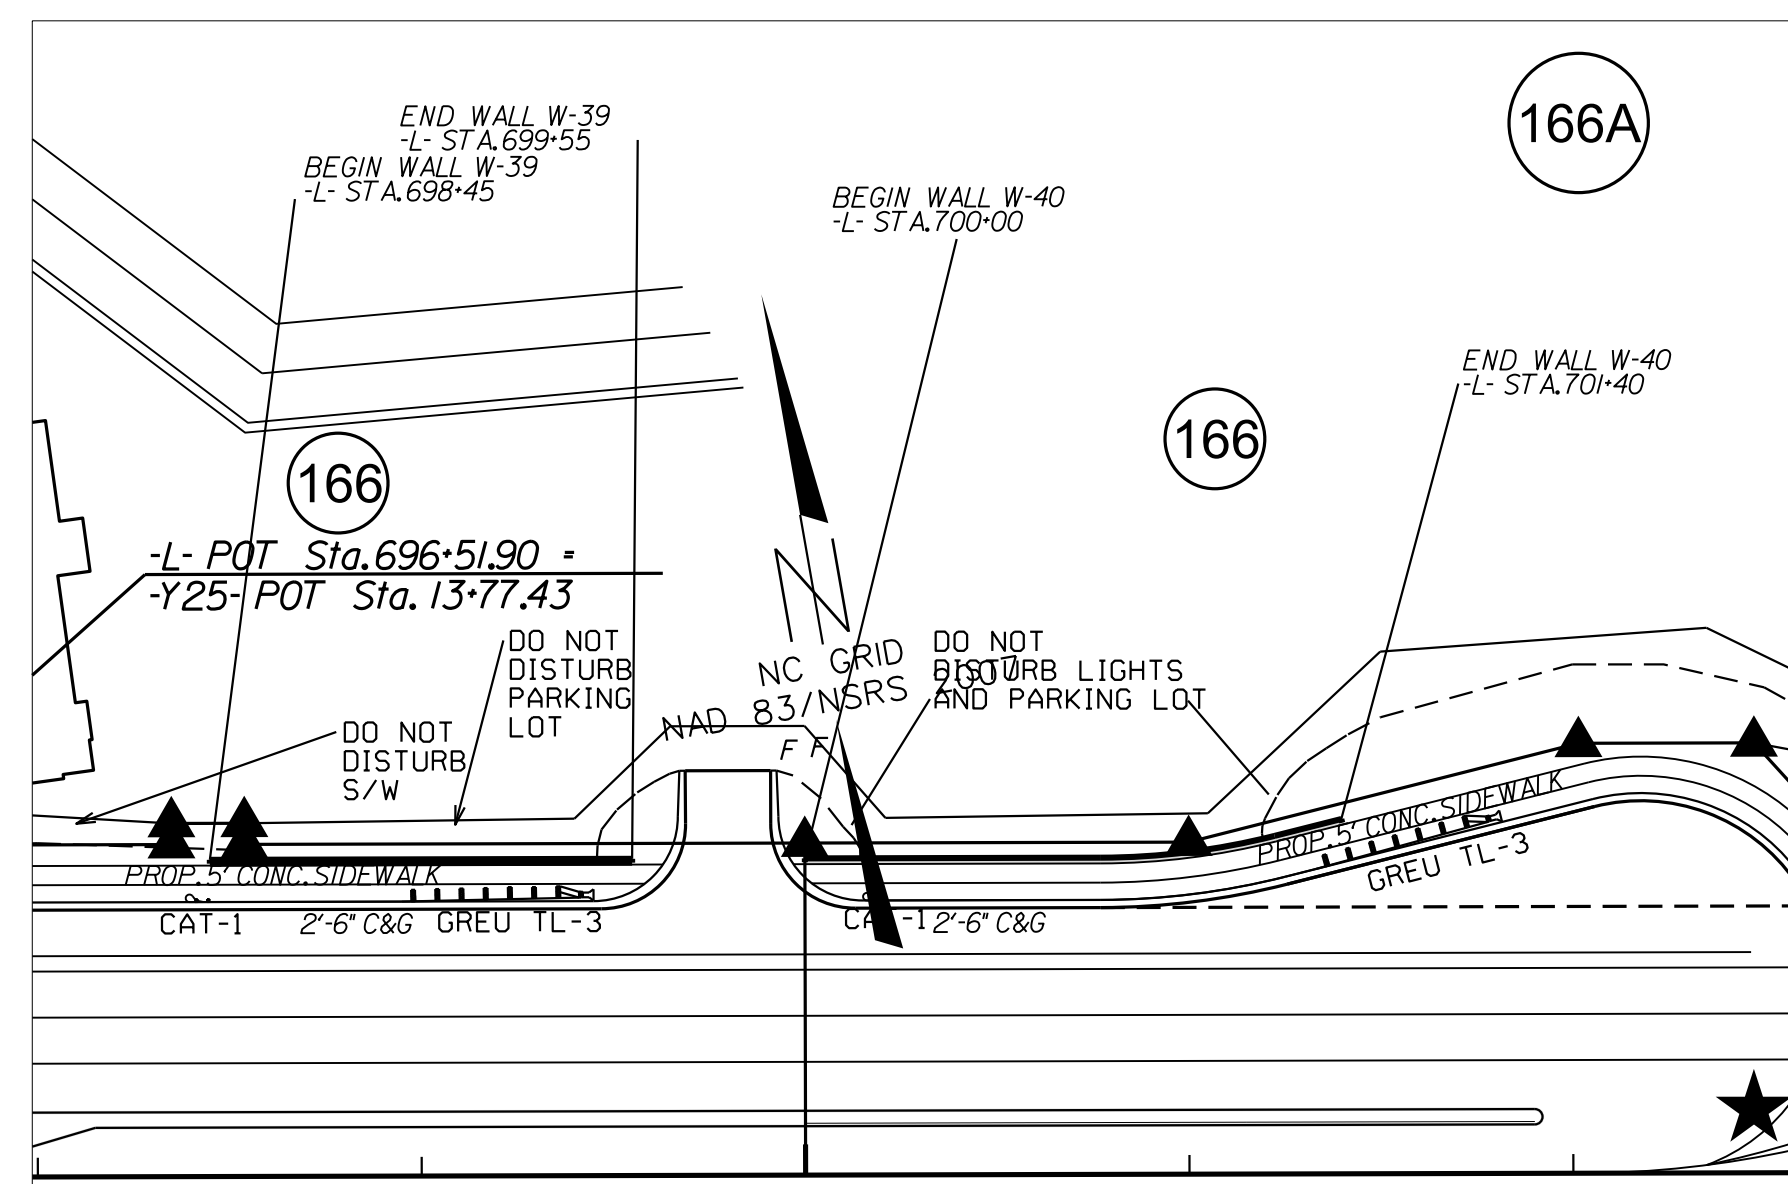 166A
END WALL W-39
-L- STA.699+55
BEGIN WALL W-39
-L- STA.698+45
BEGIN WALL W-40
-L- STA.700+00
END WALL W-40
-L- STA.701+40
166
166
-L- POT Sta.696+51.90 =
-Y25- POT Sta. 13+77.43
DO NOT
DISTURB
PARKING
LOT
DO NOT
DISTURB
S/W
NC GRID
NAD 83/NSRS 2007
DO NOT
DISTURB LIGHTS
AND PARKING LOT
F F
PROP.5' CONC.SIDEWALK
PROP.5' CONC.SIDEWALK
CAT-1
2'-6" C&G
GREU TL-3
CAT-1
2'-6" C&G
GREU TL-3